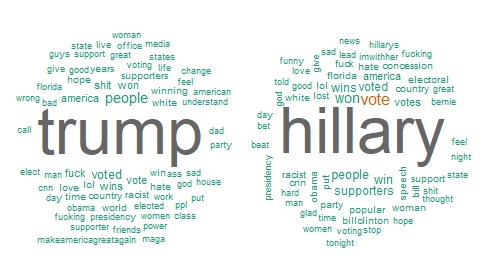 woman
state live office media
guys support great states
give good years voting life change
hope supporters feel
florida shit won winning american
wrong bad america people white understand
call trump dad
party
elect man fuck voted win ass sad
cnn love lol wins vote hate god house
day time country racist work put
obama world elected ppl
fucking presidency women class
supporter friends power
makeamericagreatagain maga
news hillarys
sad lead imwithher fucking
funny give fuck hate concession
love florida america electoral
told good lol wins voted country great
god white lost won vote votes bernie
day
bet
beat hillary feel
night
racist people win support state
cnn obama put supporters speech bill shit
hard thought
presidency man party popular woman
glad time billclinton hope
women voting stop
tonight